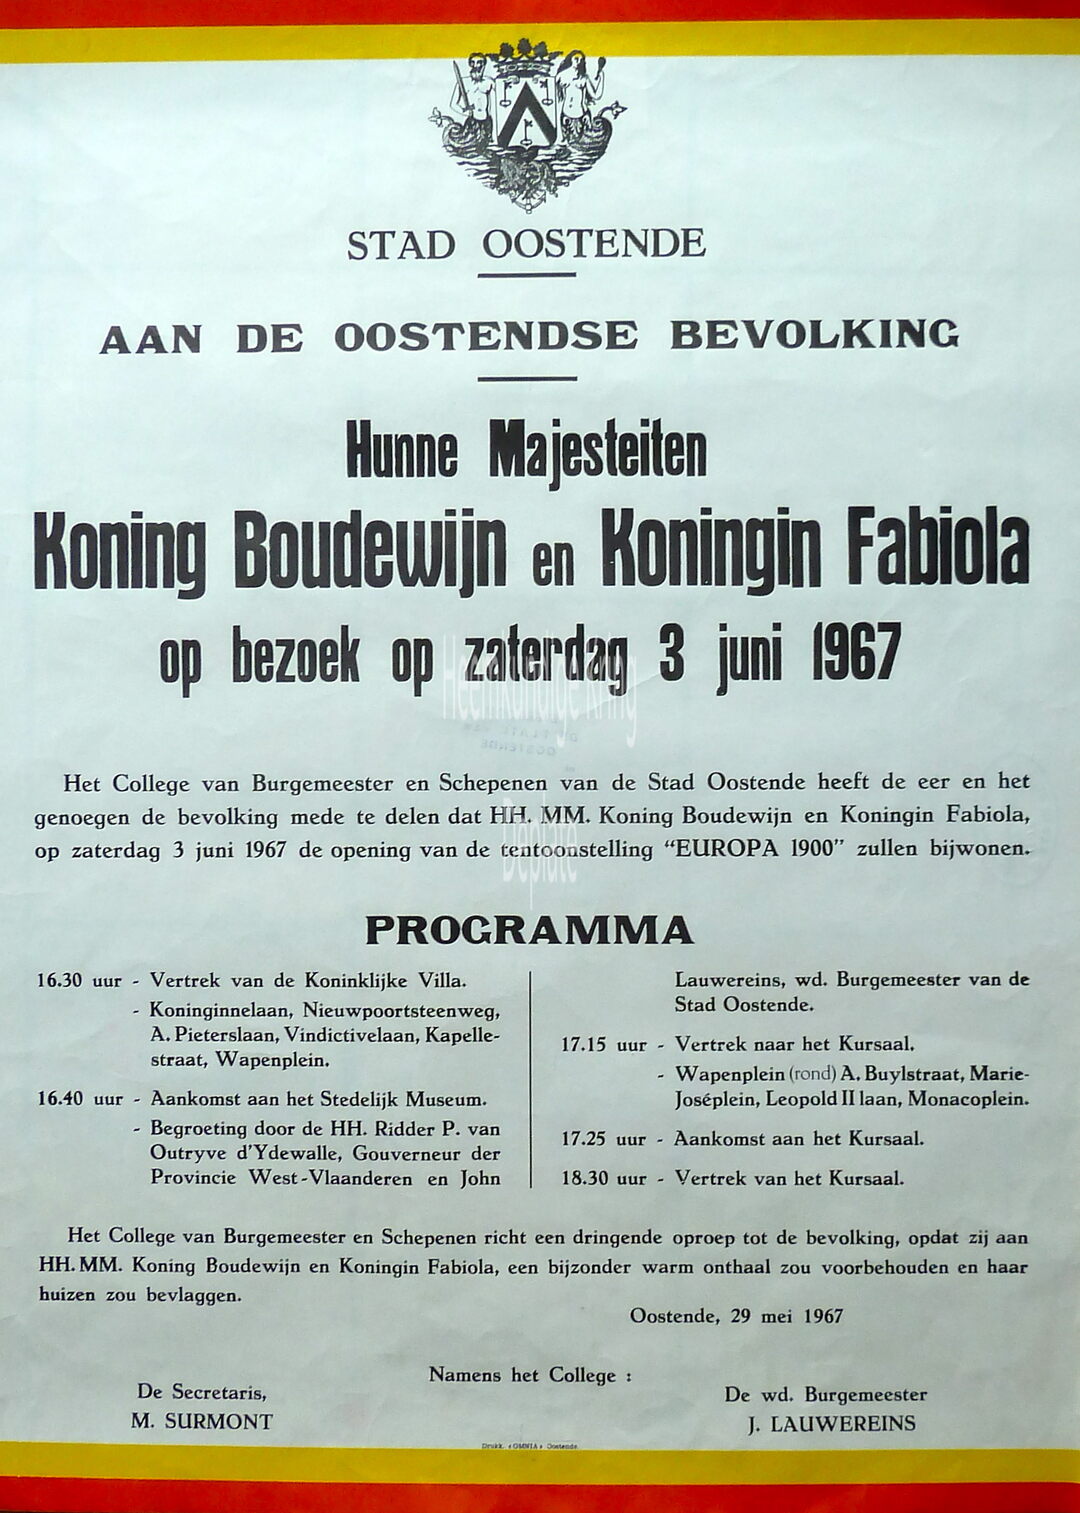 STAD OOSTENDE
AAN DE OOSTENDSE BEVOLKING
Hunne Majesteiten
Koning Boudewijn en Koningin Fabiola
op bezoek op zaterdag 3 juni 1967
Heemkundige Kring
OOSTENDE
Het College van Burgemeester en Schepenen van de Stad Oostende heeft de eer en het
genoegen de bevolking mede te delen dat HH. MM. Koning Boudewijn en Koningin Fabiola,
op zaterdag 3 juni 1967 de opening van de tentoonstelling “EUROPA 1900” zullen bijwonen.
Deplate
PROGRAMMA
16.30 uur - Vertrek van de Koninklijke Villa.
- Koninginnelaan, Nieuwpoortsteenweg,
A. Pieterslaan, Vindictivelaan, Kapelle-
straat, Wapenplein.
16.40 uur - Aankomst aan het Stedelijk Museum.
- Begroeting door de HH. Ridder P. van
Outryve d'Ydewalle, Gouverneur der
Provincie West-Vlaanderen en John
Lauwereins, wd. Burgemeester van de
Stad Oostende.
17.15 uur - Vertrek naar het Kursaal.
- Wapenplein (rond) A. Buylstraat, Marie-
Joséplein, Leopold II laan, Monacoplein.
17.25 uur - Aankomst aan het Kursaal.
18.30 uur - Vertrek van het Kursaal.
Het College van Burgemeester en Schepenen richt een dringende oproep tot de bevolking, opdat zij aan
HH. MM. Koning Boudewijn en Koningin Fabiola, een bijzonder warm onthaal zou voorbehouden en haar
huizen zou bevlaggen.
Oostende, 29 mei 1967
Namens het College :
De Secretaris,
M. SURMONT
De wd. Burgemeester
J. LAUWEREINS
Drukk. « OMNIA » Oostende